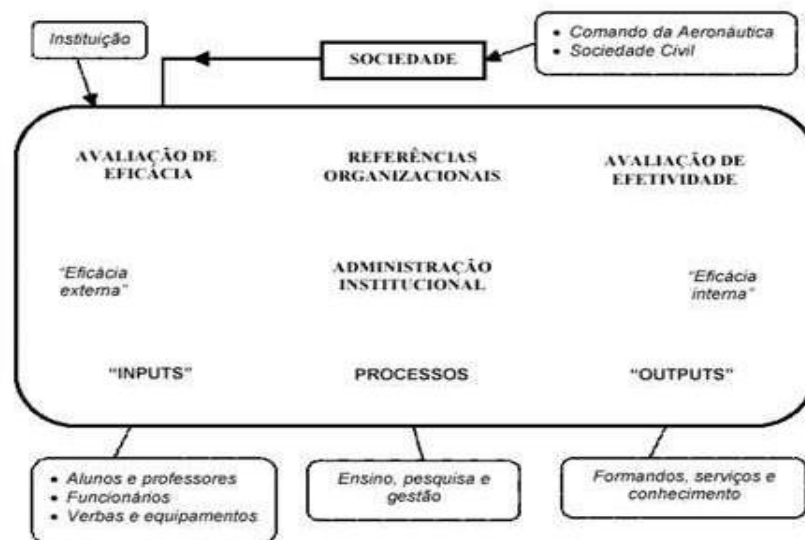 Instituição
SOCIEDADE
• Comando da Aeronáutica
• Sociedade Civil
AVALIAÇÃO DE
EFICÁCIA
REFERÊNCIAS
ORGANIZACIONAIS
AVALIAÇÃO DE
EFETIVIDADE
“Eficácia
externa”
ADMINISTRAÇÃO
INSTITUCIONAL
“Eficácia
interna”
“INPUTS”
PROCESSOS
“OUTPUTS”
• Alunos e professores
• Funcionários
• Verbas e equipamentos
Ensino, pesquisa e
gestão
Formandos, serviços e
conhecimento